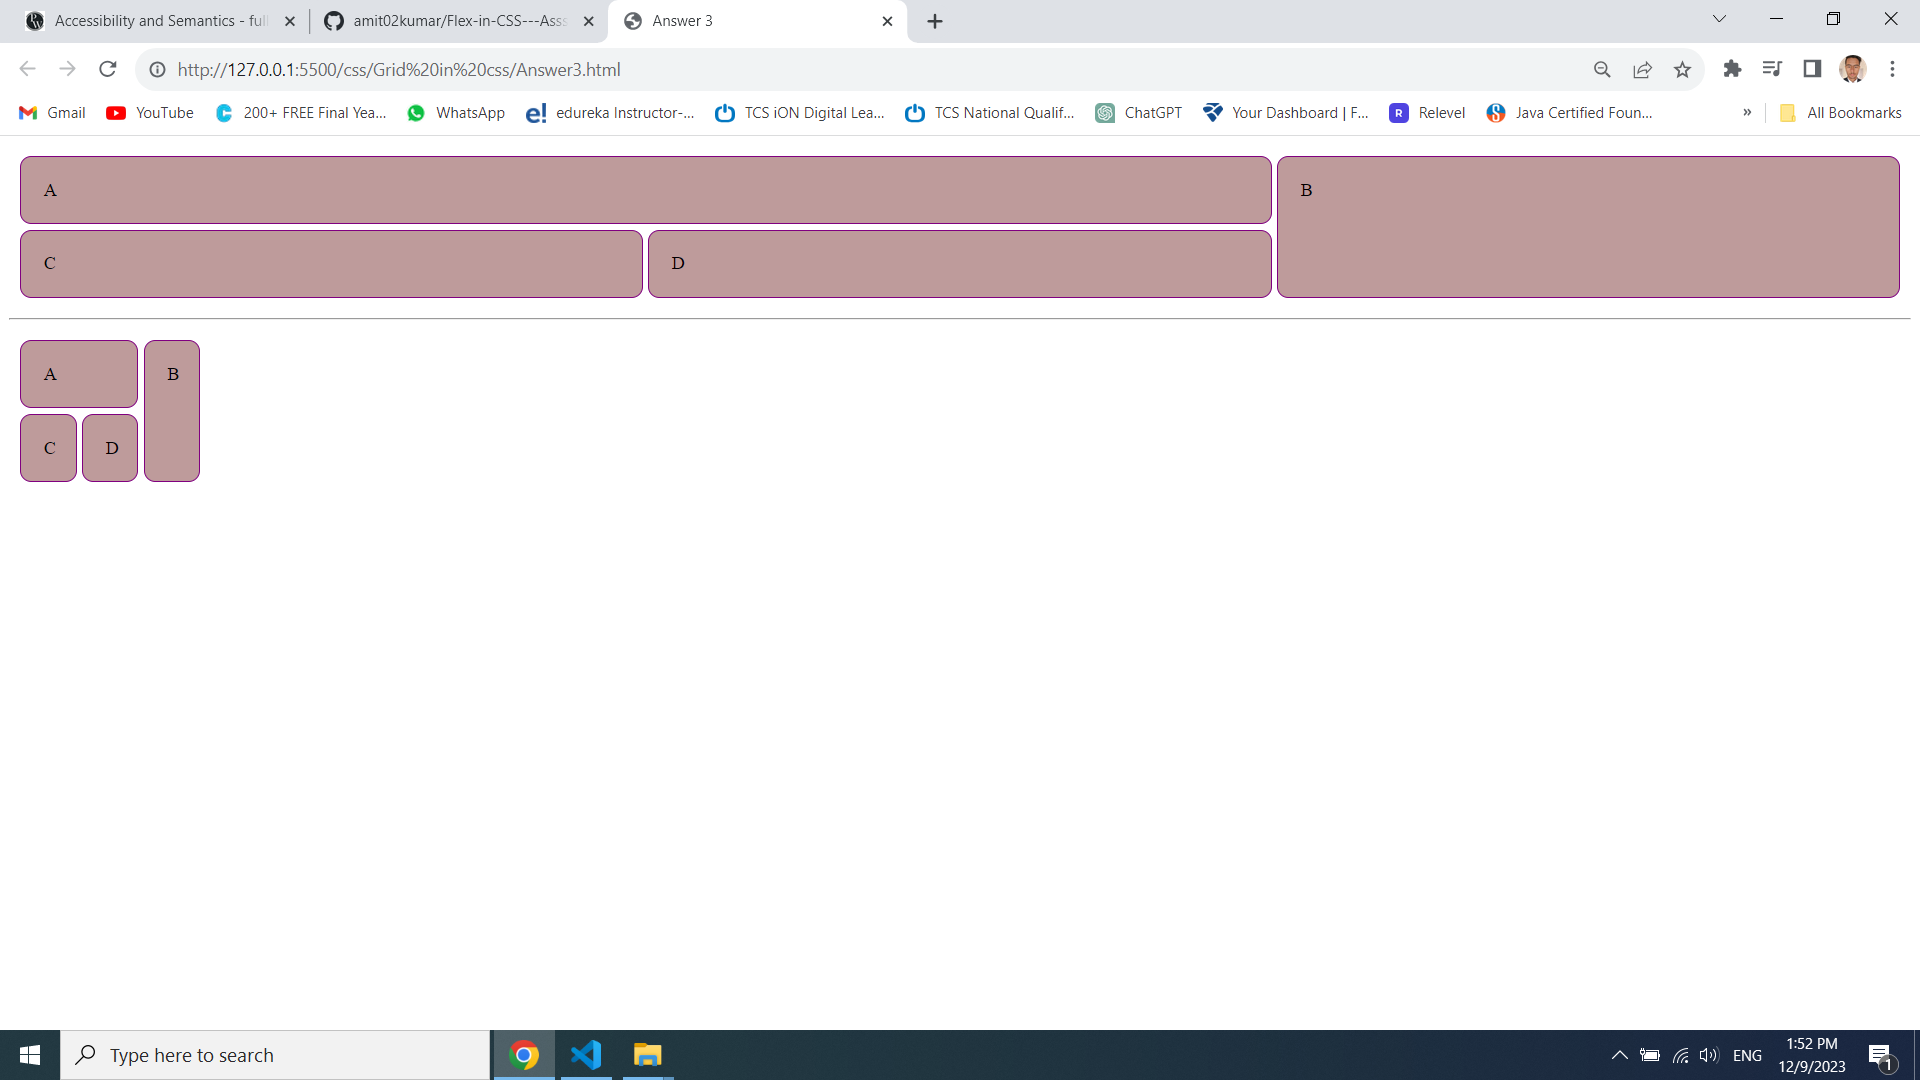 Accessibility and Semantics - full
amit02kumar/Flex-in-CSS---Asss
Answer 3
http://127.0.0.1:5500/css/Grid%20in%20css/Answer3.html
Gmail
YouTube
200+ FREE Final Yea...
WhatsApp
e! edureka Instructor-...
TCS iON Digital Lea...
TCS National Qualif...
ChatGPT
Your Dashboard | F...
R Relevel
Java Certified Foun...
»
All Bookmarks
A
B
C
D
A
B
C
D
Type here to search
ENG
1:52 PM
12/9/2023
1